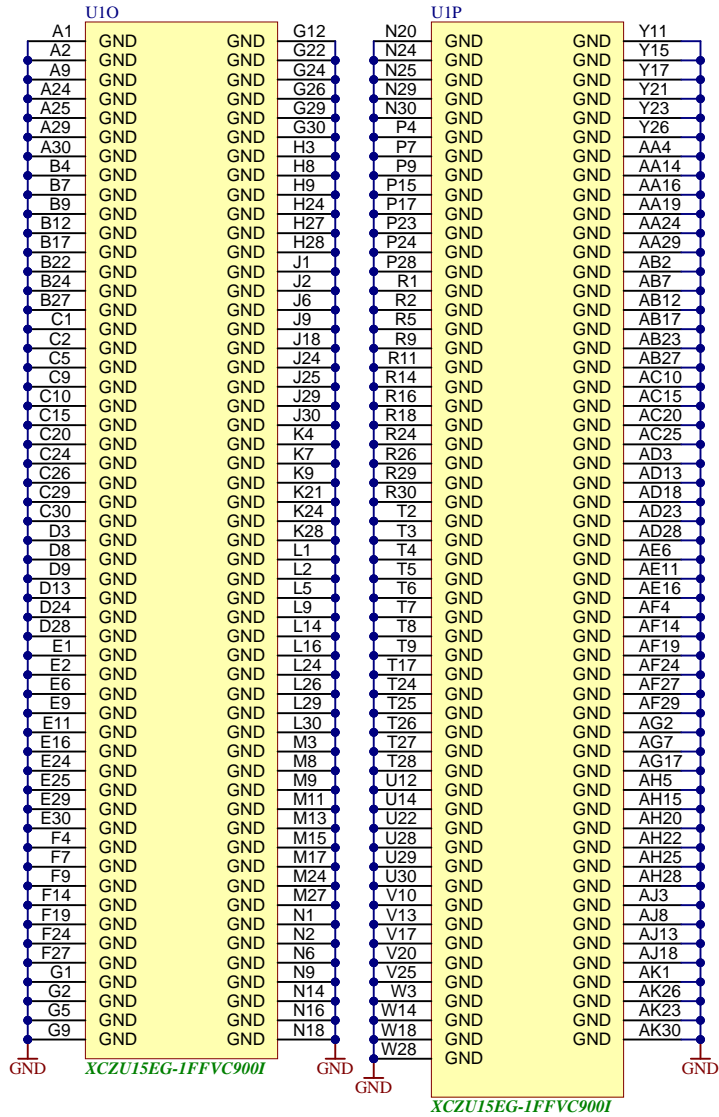 U1O
A1 GND GND G12
A2 GND GND G22
A9 GND GND G24
A24 GND GND G26
A25 GND GND G29
A29 GND GND G30
A30 GND GND H3
B4 GND GND H8
B7 GND GND H9
B9 GND GND H24
B12 GND GND H27
B17 GND GND H28
B22 GND GND J1
B24 GND GND J2
B27 GND GND J6
C1 GND GND J9
C2 GND GND J18
C5 GND GND J24
C9 GND GND J25
C10 GND GND J29
C15 GND GND J30
C20 GND GND K4
C24 GND GND K7
C26 GND GND K9
C29 GND GND K21
C30 GND GND K24
D3 GND GND K28
D8 GND GND L1
D9 GND GND L2
D13 GND GND L5
D24 GND GND L9
D28 GND GND L14
E1 GND GND L16
E2 GND GND L24
E6 GND GND L26
E9 GND GND L29
E11 GND GND L30
E16 GND GND M3
E24 GND GND M8
E25 GND GND M9
E29 GND GND M11
E30 GND GND M13
F4 GND GND M15
F7 GND GND M17
F9 GND GND M24
F14 GND GND M27
F19 GND GND N1
F24 GND GND N2
F27 GND GND N6
G1 GND GND N9
G2 GND GND N14
G5 GND GND N16
G9 GND GND N18
GND XCZU15EG-1FFVC900I GND
U1P
N20 GND GND Y11
N24 GND GND Y15
N25 GND GND Y17
N29 GND GND Y21
N30 GND GND Y23
P4 GND GND Y26
P7 GND GND AA4
P9 GND GND AA14
P15 GND GND AA16
P17 GND GND AA19
P23 GND GND AA24
P24 GND GND AA29
P28 GND GND AB2
R1 GND GND AB7
R2 GND GND AB12
R5 GND GND AB17
R9 GND GND AB23
R11 GND GND AB27
R14 GND GND AC10
R16 GND GND AC15
R18 GND GND AC20
R24 GND GND AC25
R26 GND GND AD3
R29 GND GND AD13
R30 GND GND AD18
T2 GND GND AD23
T3 GND GND AD28
T4 GND GND AE6
T5 GND GND AE11
T6 GND GND AE16
T7 GND GND AF4
T8 GND GND AF14
T9 GND GND AF19
T17 GND GND AF24
T24 GND GND AF27
T25 GND GND AF29
T26 GND GND AG2
T27 GND GND AG7
T28 GND GND AG17
U12 GND GND AH5
U14 GND GND AH15
U22 GND GND AH20
U28 GND GND AH22
U29 GND GND AH25
U30 GND GND AH28
V10 GND GND AJ3
V13 GND GND AJ8
V17 GND GND AJ13
V20 GND GND AJ18
V25 GND GND AK1
W3 GND GND AK26
W14 GND GND AK23
W18 GND GND AK30
W28 GND
GND GND
XCZU15EG-1FFVC900I